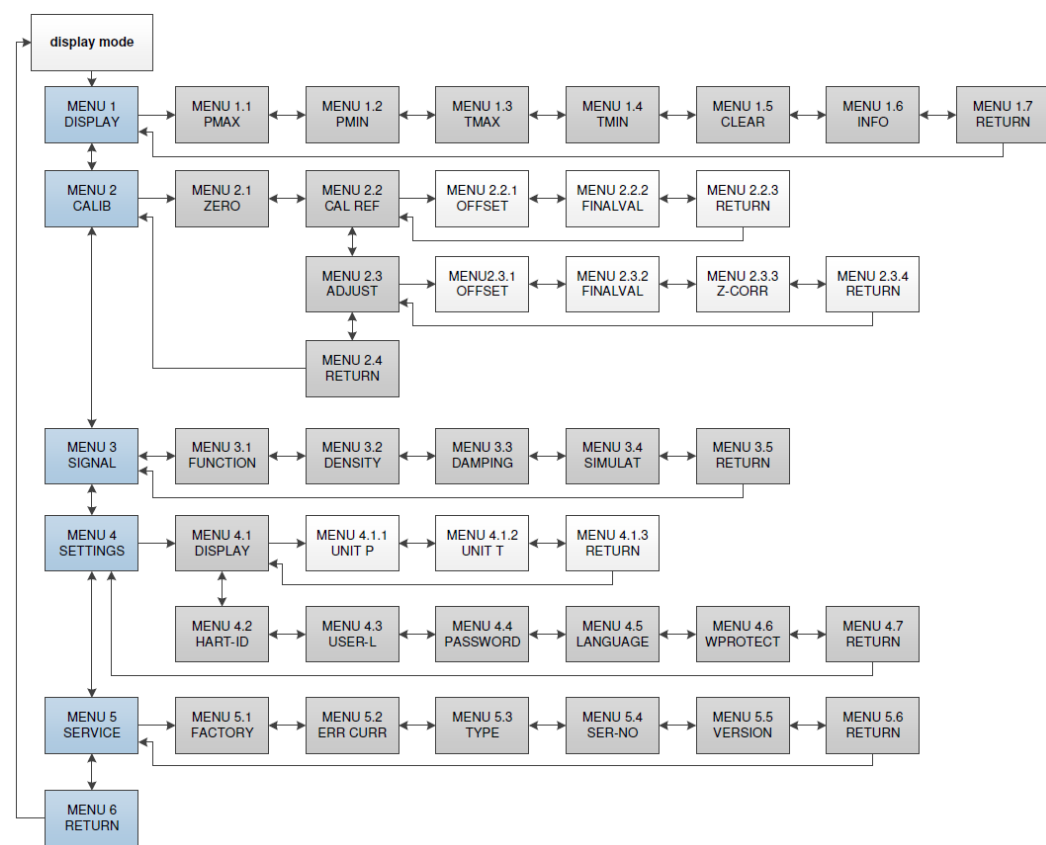 display mode
MENU 1
DISPLAY
MENU 1.1
PMAX
MENU 1.2
PMIN
MENU 1.3
TMAX
MENU 1.4
TMIN
MENU 1.5
CLEAR
MENU 1.6
INFO
MENU 1.7
RETURN
MENU 2
CALIB
MENU 2.1
ZERO
MENU 2.2
CAL REF
MENU 2.2.1
OFFSET
MENU 2.2.2
FINALVAL
MENU 2.2.3
RETURN
MENU 2.3
ADJUST
MENU2.3.1
OFFSET
MENU 2.3.2
FINALVAL
MENU 2.3.3
Z-CORR
MENU 2.3.4
RETURN
MENU 2.4
RETURN
MENU 3
SIGNAL
MENU 3.1
FUNCTION
MENU 3.2
DENSITY
MENU 3.3
DAMPING
MENU 3.4
SIMULAT
MENU 3.5
RETURN
MENU 4
SETTINGS
MENU 4.1
DISPLAY
MENU 4.1.1
UNIT P
MENU 4.1.2
UNIT T
MENU 4.1.3
RETURN
MENU 4.2
HART-ID
MENU 4.3
USER-L
MENU 4.4
PASSWORD
MENU 4.5
LANGUAGE
MENU 4.6
WPROTECT
MENU 4.7
RETURN
MENU 5
SERVICE
MENU 5.1
FACTORY
MENU 5.2
ERR CURR
MENU 5.3
TYPE
MENU 5.4
SER-NO
MENU 5.5
VERSION
MENU 5.6
RETURN
MENU 6
RETURN